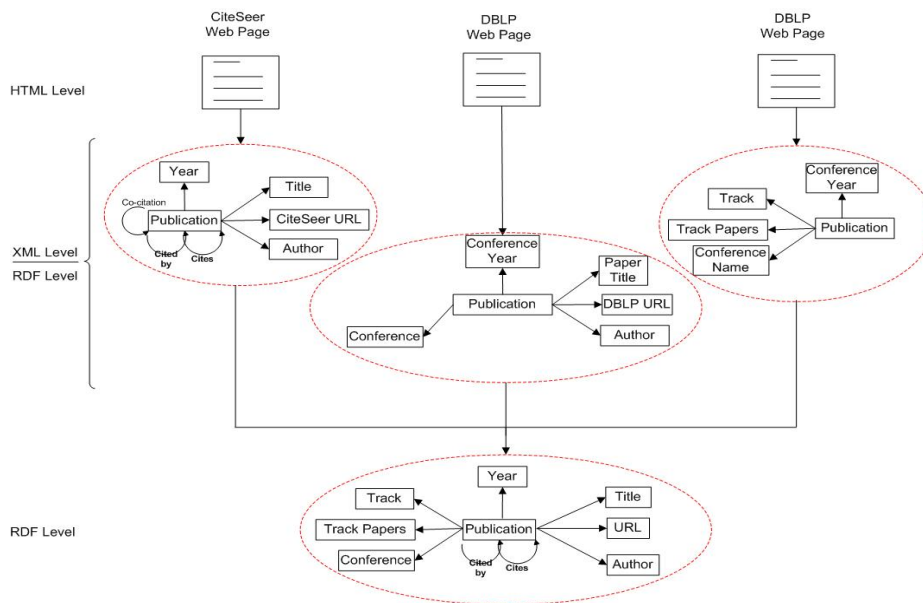 CiteSeer
Web Page
DBLP
Web Page
DBLP
Web Page
HTML Level
XML Level
RDF Level
Year
Co-citation
Publication
Title
CiteSeer URL
Author
Cited
by
Cites
Conference
Year
Publication
Paper
Title
DBLP URL
Author
Conference
Conference
Year
Track
Track Papers
Conference
Name
Publication
RDF Level
Year
Track
Track Papers
Conference
Publication
Title
URL
Author
Cited
by
Cites